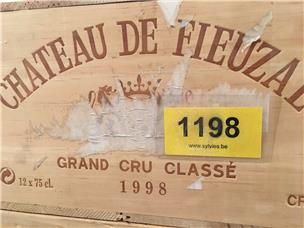 CHATEAU DE FIEUZAL
1198
www.sylvies.be
GRAND CRU CLASSÉ
12 x 75 cl.
1998